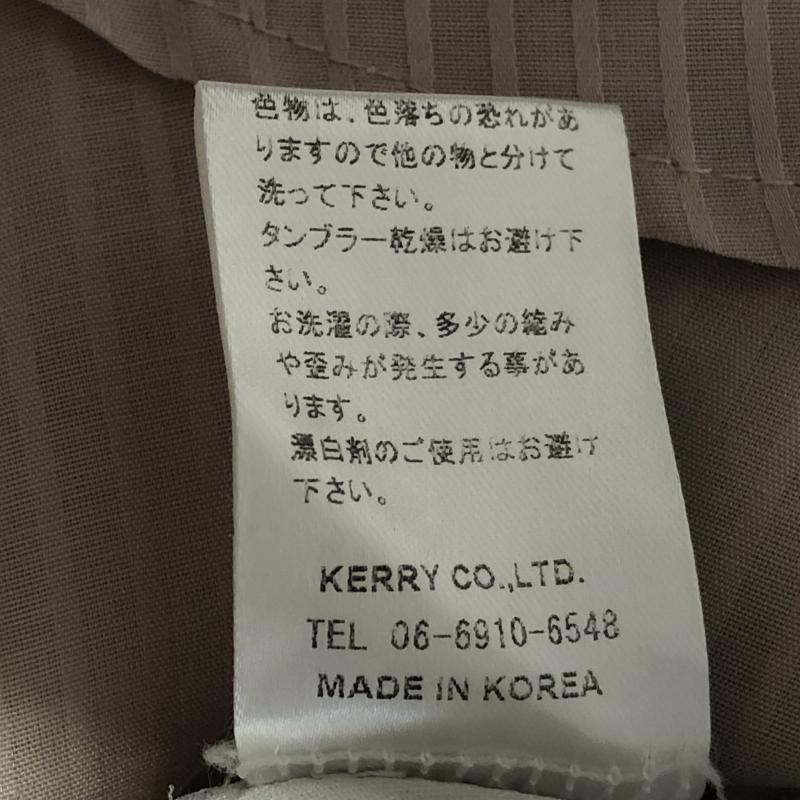 色物は、色落ちの恐れがあ
りますので他の物と分けて
洗って下さい。
タンブラー乾燥はお避け下
さい。
お洗濯の際、多少の縮み
や歪みが発生する事があ
ります。
漂白剤のご使用はお避け
下さい。
KERRY CO.,LTD.
TEL 06-6910-6548
MADE IN KOREA